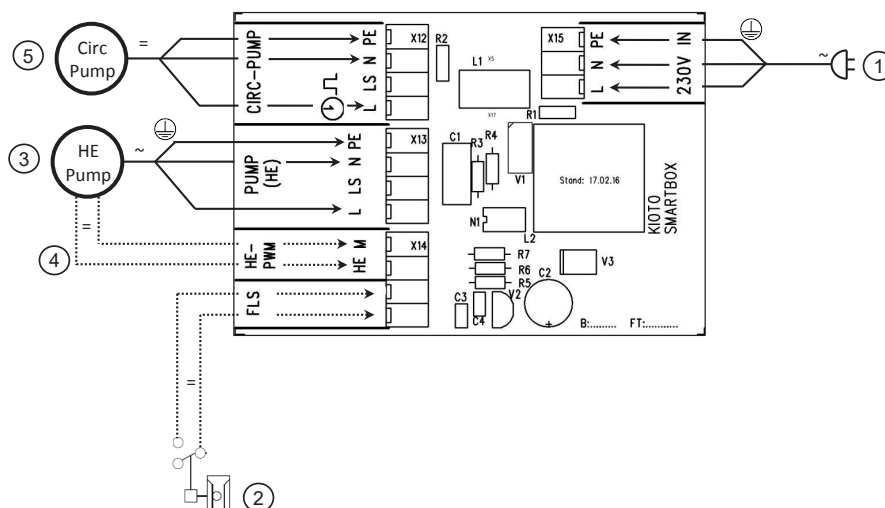 5
Circ
Pump
=
CIRC-PUMP
PE
N
LS
L
X12
R2
L1
X5
X17
X15
PE
N
L
230V IN
~
1
3
HE
Pump
~
PUMP
(HE)
PE
N
LS
L
X13
C1
R3
R4
R1
V1
Stand: 17.02.16
KIOTO
SMARTBOX
N1
L2
=
4
HE-
PWM
M
HE
X14
R7
R6
R5
V3
FLS
C3
C4
V2
C2
+
B:......... FT:............
=
2